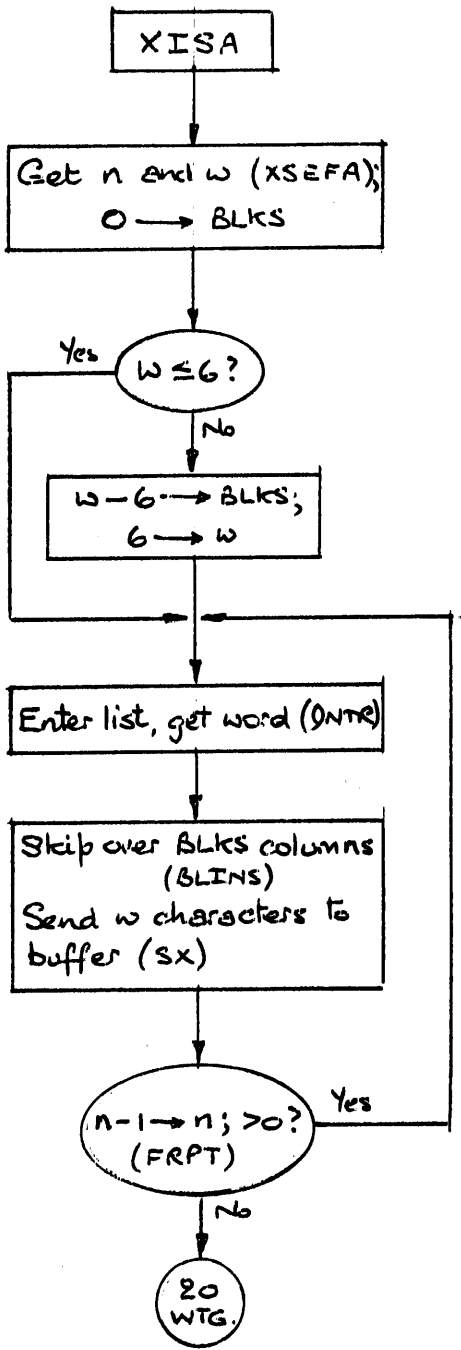 XISA
Get n and w (XSEFA);
0 → BLKS
Yes
w ≤ 6?
No
w - 6 → BLKS;
6 → w
Enter list, get word (INTR)
Skip over BLKS columns
(BLINS)
Send w characters to
buffer (SX)
n-1→n; >0?
(FRPT)
Yes
No
20
WTG.